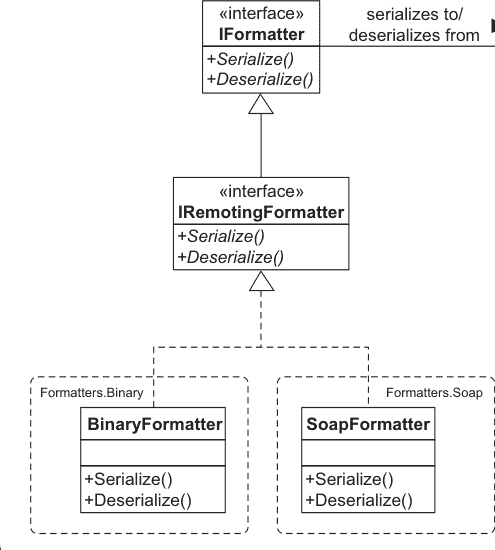 «interface»
IFormatter
+Serialize()
+Deserialize()
serializes to/
deserializes from
«interface»
IRemotingFormatter
+Serialize()
+Deserialize()
Formatters.Binary
BinaryFormatter
+Serialize()
+Deserialize()
Formatters.Soap
SoapFormatter
+Serialize()
+Deserialize()